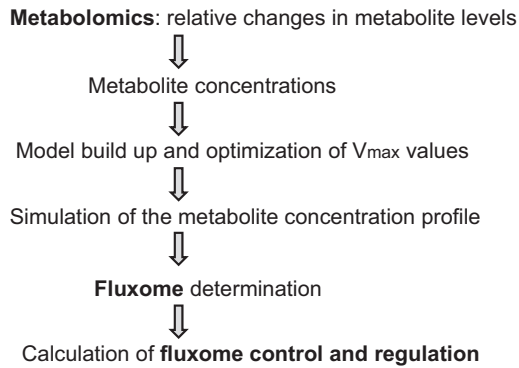 Metabolomics: relative changes in metabolite levels
Metabolite concentrations
Model build up and optimization of Vmax values
Simulation of the metabolite concentration profile
Fluxome determination
Calculation of fluxome control and regulation